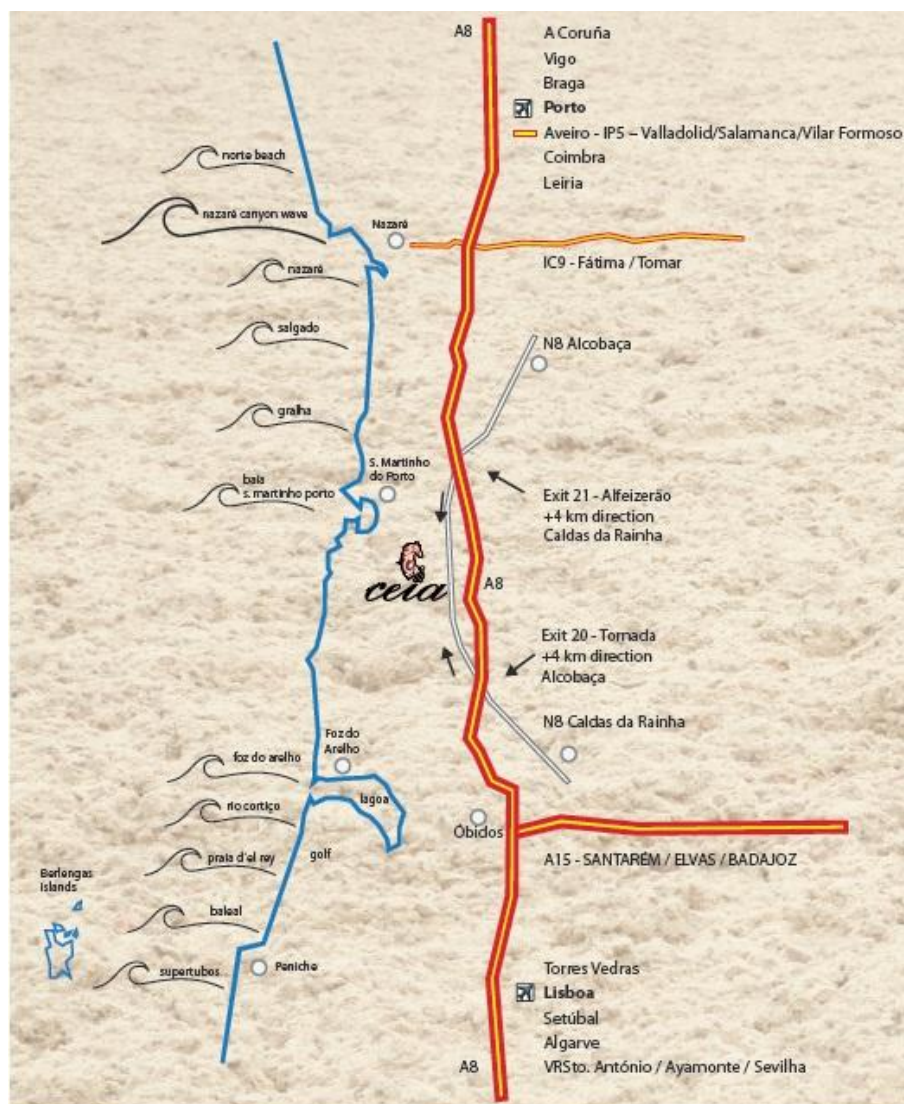 A8
A Coruña
Vigo
Braga
Porto
Aveiro - IP5 – Valladolid/Salamanca/Vilar Formoso
Coimbra
Leiria
norte beach
nazaré canyon wave
Nazaré
IC9 - Fátima / Tomar
nazaré
salgado
N8 Alcobaça
gralha
S. Martinho
do Porto
baia
s. martinho porto
Exit 21 - Alfeizerão
+4 km direction
Caldas da Rainha
ceia
A8
Exit 20 - Tornada
+4 km direction
Alcobaça
N8 Caldas da Rainha
Foz do
Arelho
foz do arelho
lagoa
rio cortiço
Óbidos
golf
praia d'el rey
A15 - SANTARÉM / ELVAS / BADAJOZ
Berlengas
Islands
baleal
Peniche
supertubos
Torres Vedras
Lisboa
Setúbal
Algarve
A8
VRSto. António / Ayamonte / Sevilha